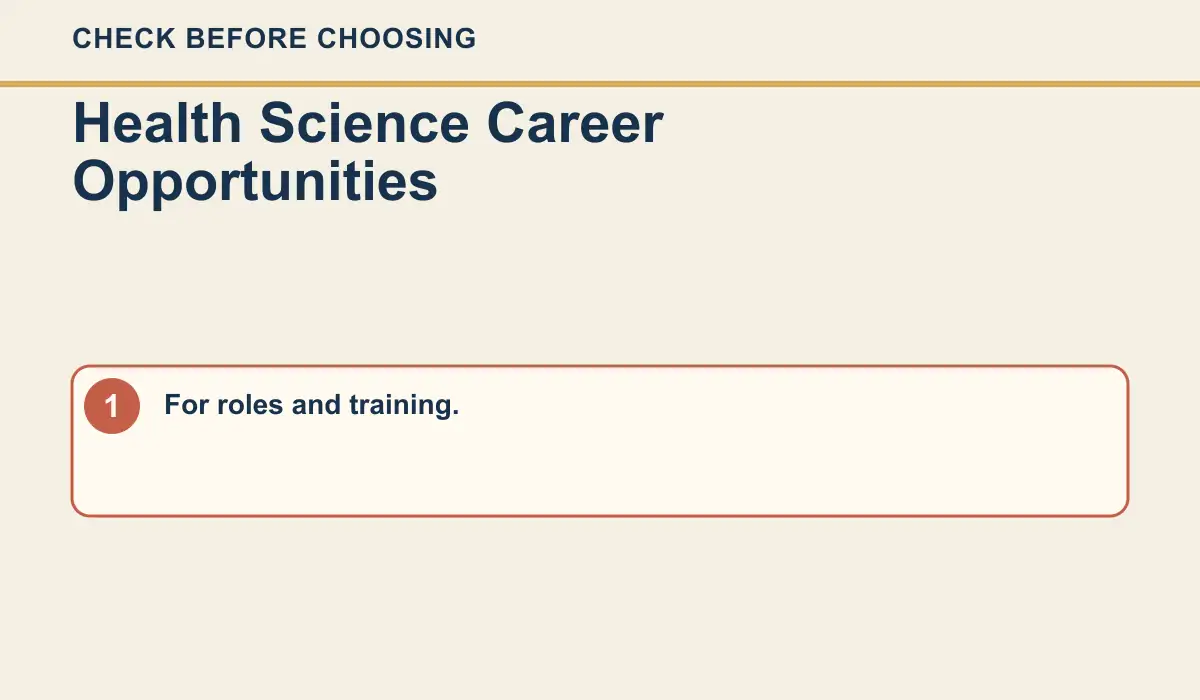 CHECK BEFORE CHOOSING
Health Science Career
Opportunities
1
For roles and training.